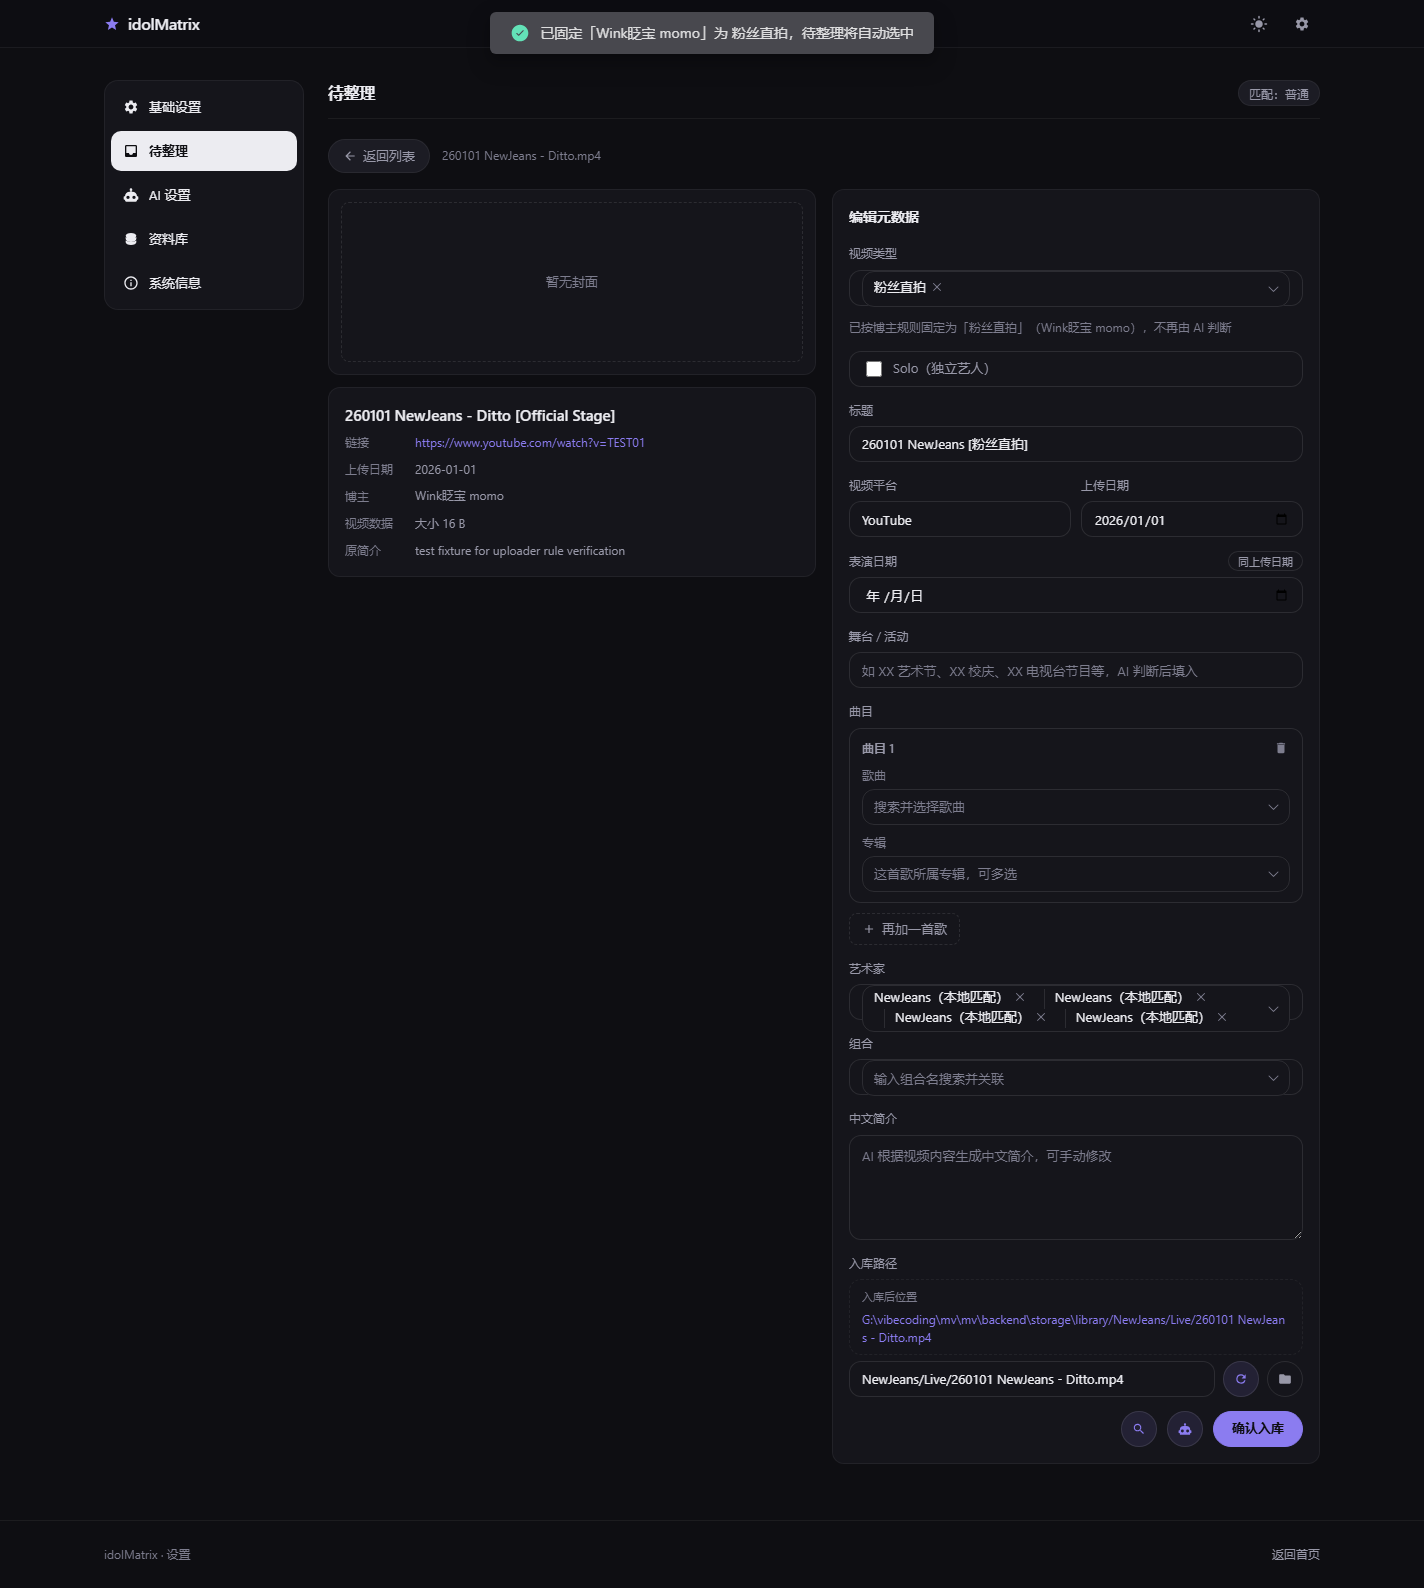 idolMatrix
已固定「Wink眨宝 momo」为 粉丝直拍，待整理将自动选中
基础设置
待整理
AI 设置
资料库
系统信息
待整理
匹配：普通
返回列表
260101 NewJeans - Ditto.mp4
暂无封面
260101 NewJeans - Ditto [Official Stage]
链接 https://www.youtube.com/watch?v=TEST01
上传日期 2026-01-01
博主 Wink眨宝 momo
视频数据 大小 16 B
原简介 test fixture for uploader rule verification
编辑元数据
视频类型
粉丝直拍
已按博主规则固定为「粉丝直拍」（Wink眨宝 momo），不再由 AI 判断
Solo（独立艺人）
标题
260101 NewJeans [粉丝直拍]
视频平台 上传日期
YouTube 2026/01/01
表演日期 同上传日期
年 /月/日
舞台 / 活动
如 XX 艺术节、XX 校庆、XX 电视台节目等，AI 判断后填入
曲目
曲目 1
歌曲
搜索并选择歌曲
专辑
这首歌所属专辑，可多选
再加一首歌
艺术家
NewJeans（本地匹配） NewJeans（本地匹配）
NewJeans（本地匹配） NewJeans（本地匹配）
组合
输入组合名搜索并关联
中文简介
AI 根据视频内容生成中文简介，可手动修改
入库路径
入库后位置
G:\vibecoding\mv\mv\backend\storage\library/NewJeans/Live/260101 NewJean
s - Ditto.mp4
NewJeans/Live/260101 NewJeans - Ditto.mp4
确认入库
idolMatrix · 设置
返回首页